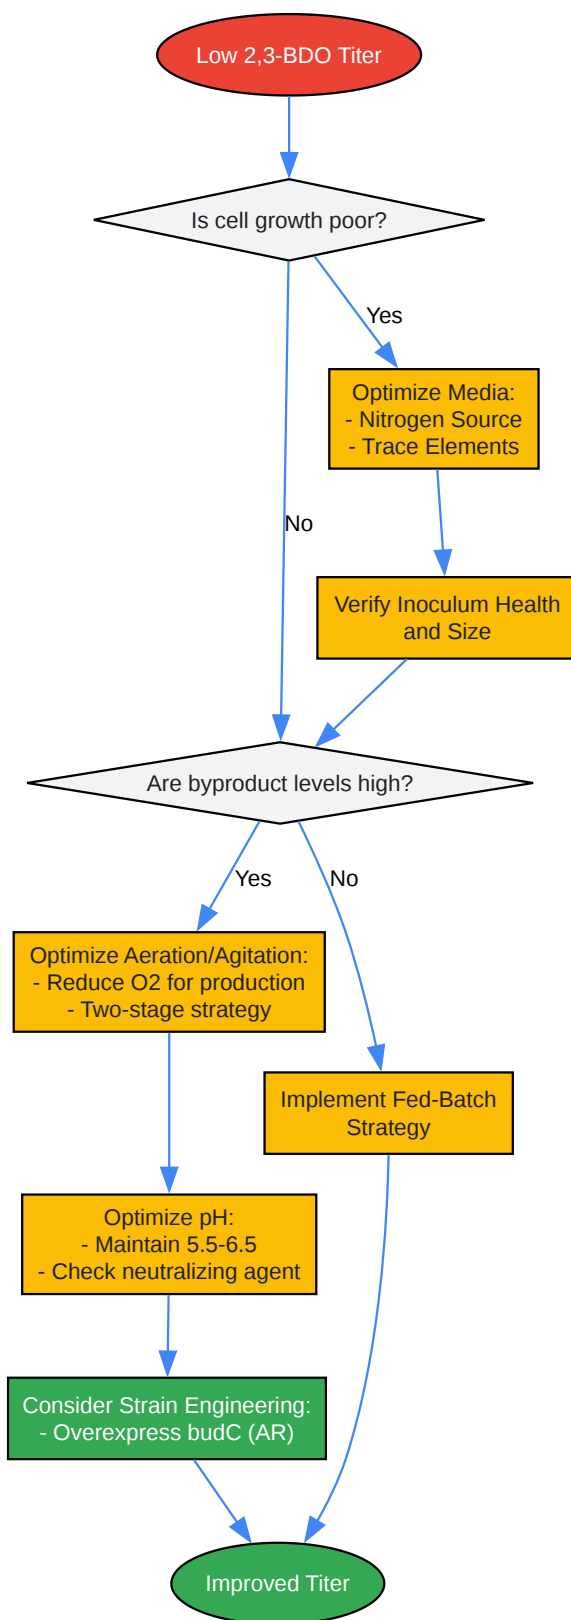 Low 2,3-BDO Titer
Is cell growth poor?
Yes
Optimize Media:
- Nitrogen Source
- Trace Elements
No
Verify Inoculum Health
and Size
Are byproduct levels high?
Yes
No
Optimize Aeration/Agitation:
- Reduce O2 for production
- Two-stage strategy
Implement Fed-Batch
Strategy
Optimize pH:
- Maintain 5.5-6.5
- Check neutralizing agent
Consider Strain Engineering:
- Overexpress budC (AR)
Improved Titer